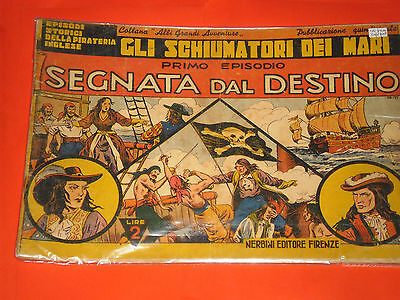 EPISODI
STORICI
DELLA PIRATERIA
INGLESE
Collana "Albi Grandi Avventure"
Pubblicazione
GLI SCHIUMATORI DEI MARI
PRIMO EPISODIO
SEGNATA DAL DESTINO
LIRE
2
NERBINI EDITORE FIRENZE